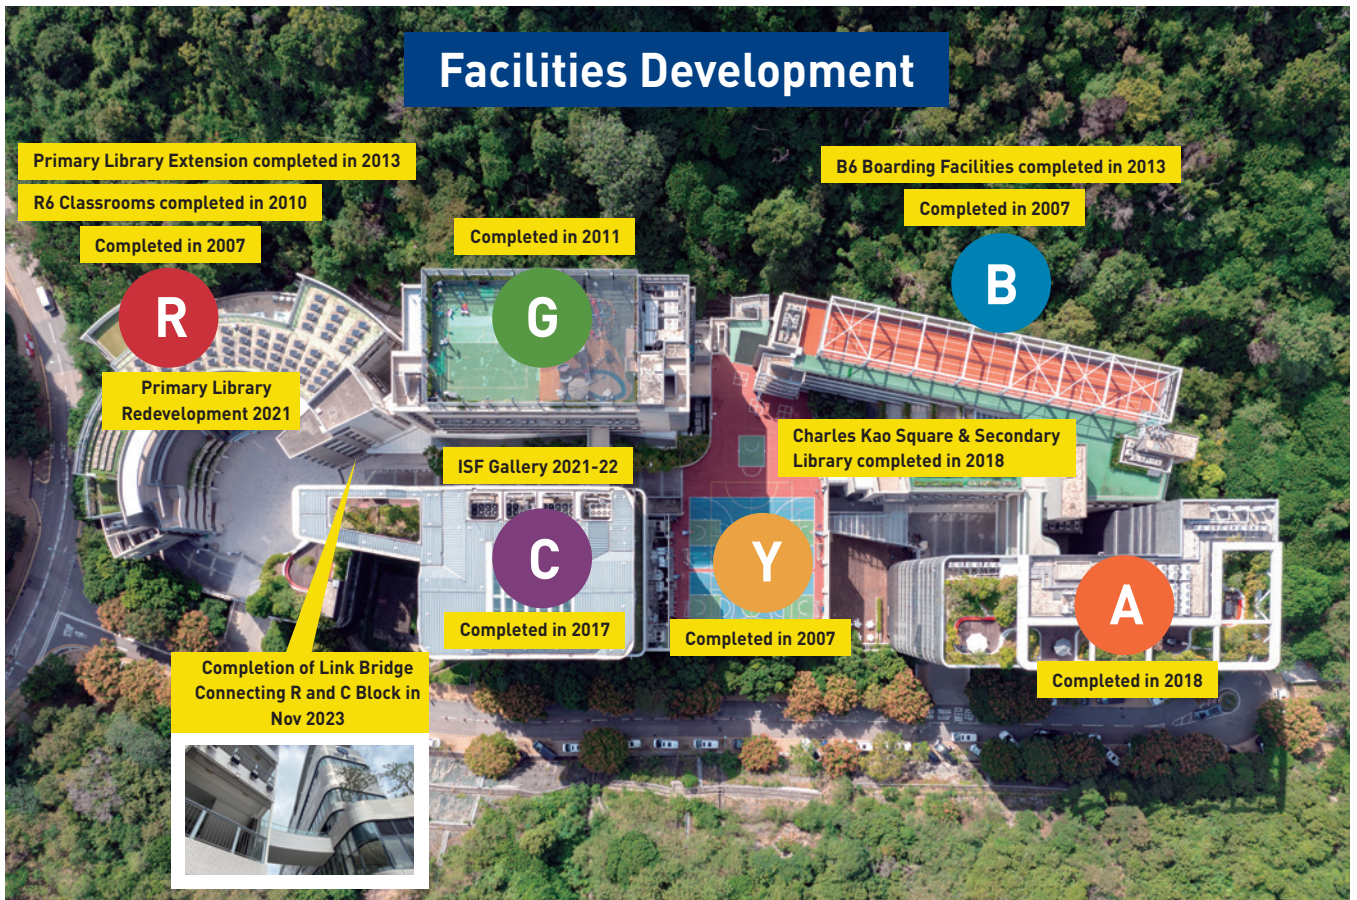 Facilities Development
Primary Library Extension completed in 2013
R6 Classrooms completed in 2010
Completed in 2007
R
Primary Library
Redevelopment 2021
Completed in 2011
G
B6 Boarding Facilities completed in 2013
Completed in 2007
B
Charles Kao Square & Secondary
Library completed in 2018
ISF Gallery 2021-22
C
Completed in 2017
Y
Completed in 2007
A
Completed in 2018
Completion of Link Bridge
Connecting R and C Block in
Nov 2023